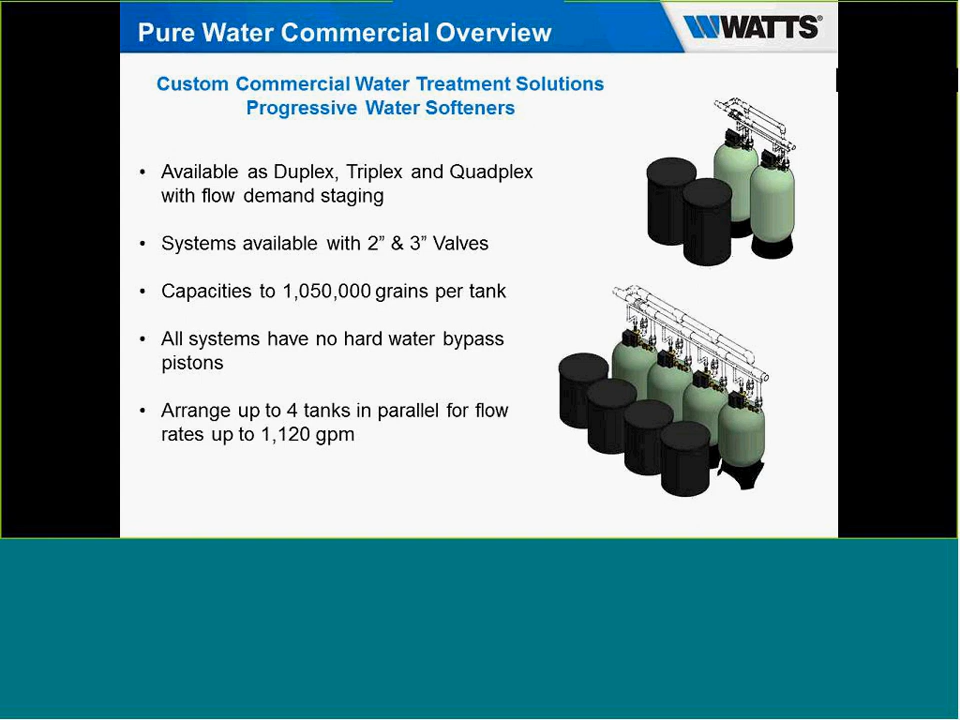 Pure Water Commercial Overview
WATTS®
Custom Commercial Water Treatment Solutions
Progressive Water Softeners
• Available as Duplex, Triplex and Quadplex
with flow demand staging
• Systems available with 2” & 3” Valves
• Capacities to 1,050,000 grains per tank
• All systems have no hard water bypass
pistons
• Arrange up to 4 tanks in parallel for flow
rates up to 1,120 gpm